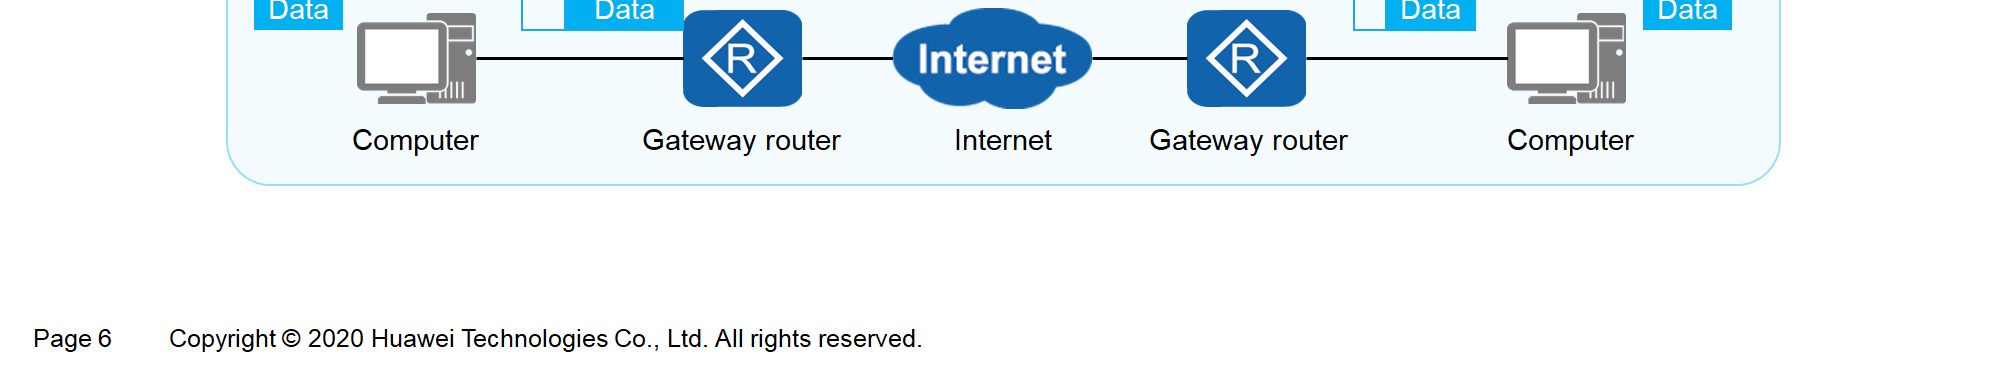 Data Data Data Data
R Internet R
Computer Gateway router Internet Gateway router Computer
Page 6 Copyright © 2020 Huawei Technologies Co., Ltd. All rights reserved.